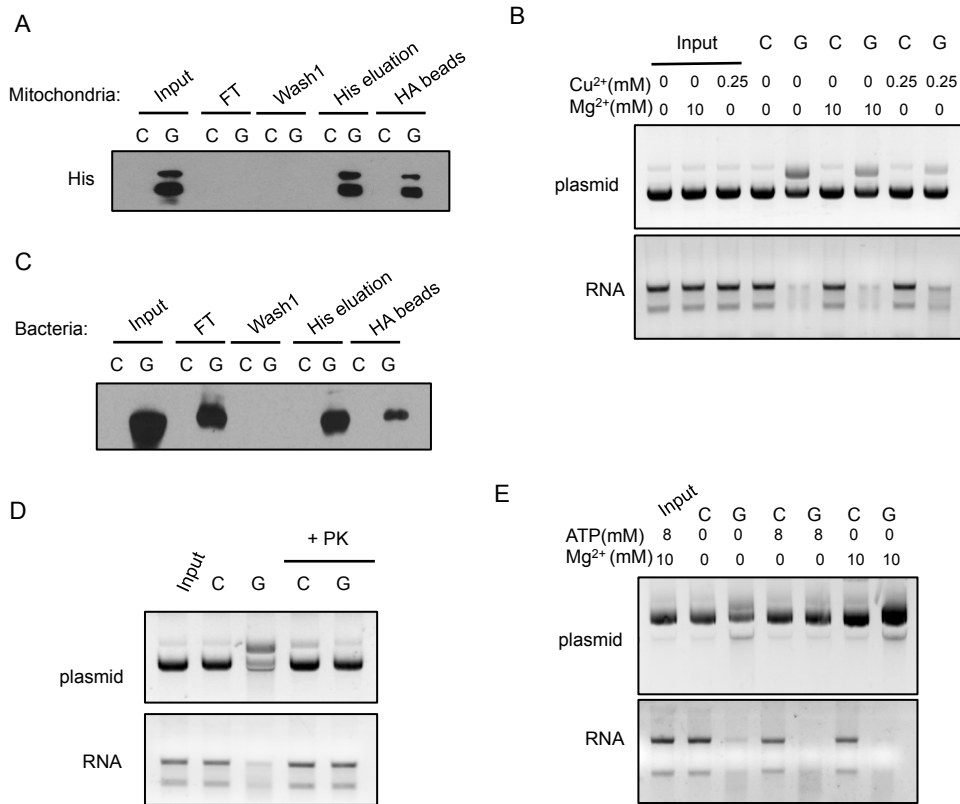 A
Mitochondria: Input FT Wash1 His eluation HA beads
C G C G C G C G C G
His
B
Input C G C G C G
Cu²⁺(mM) 0 0 0.25 0 0 0 0 0.25 0.25
Mg²⁺(mM) 0 10 0 0 0 10 10 0 0
plasmid
RNA
C
Bacteria: Input FT Wash1 His eluation HA beads
C G C G C G C G C G
D
+ PK
Input C G C G
plasmid
RNA
E
Input C G C G C G
ATP(mM) 8 0 0 8 8 0 0
Mg²⁺(mM) 10 0 0 0 0 10 10
plasmid
RNA